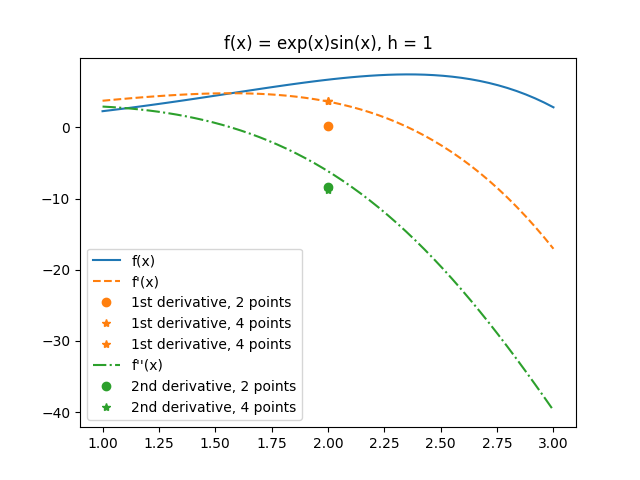 f(x) = exp(x)sin(x), h = 1
0
−10
−20
−30
−40
f(x)
f'(x)
1st derivative, 2 points
1st derivative, 4 points
1st derivative, 4 points
f''(x)
2nd derivative, 2 points
2nd derivative, 4 points
1.00 1.25 1.50 1.75 2.00 2.25 2.50 2.75 3.00